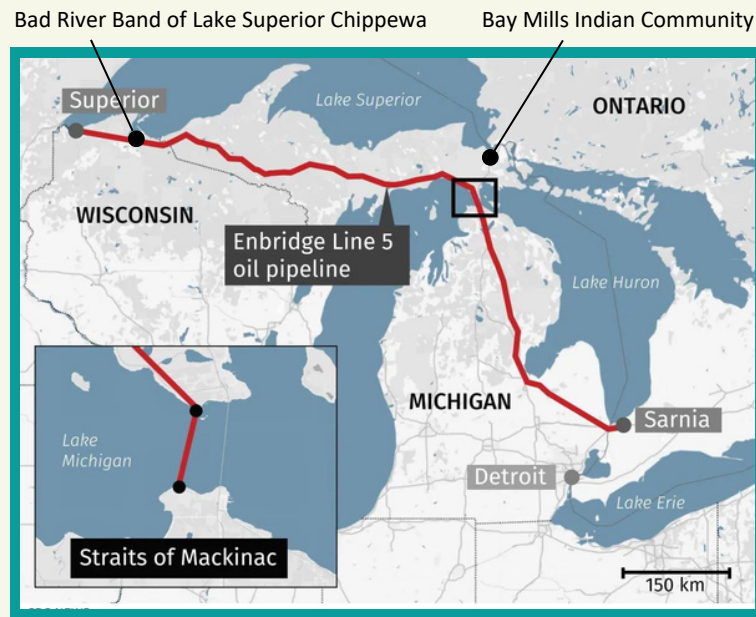 Bad River Band of Lake Superior Chippewa
Bay Mills Indian Community
Superior
Lake Superior
ONTARIO
WISCONSIN
Enbridge Line 5
oil pipeline
Lake Huron
MICHIGAN
Sarnia
Detroit
Lake Erie
Lake
Michigan
Straits of Mackinac
150 km